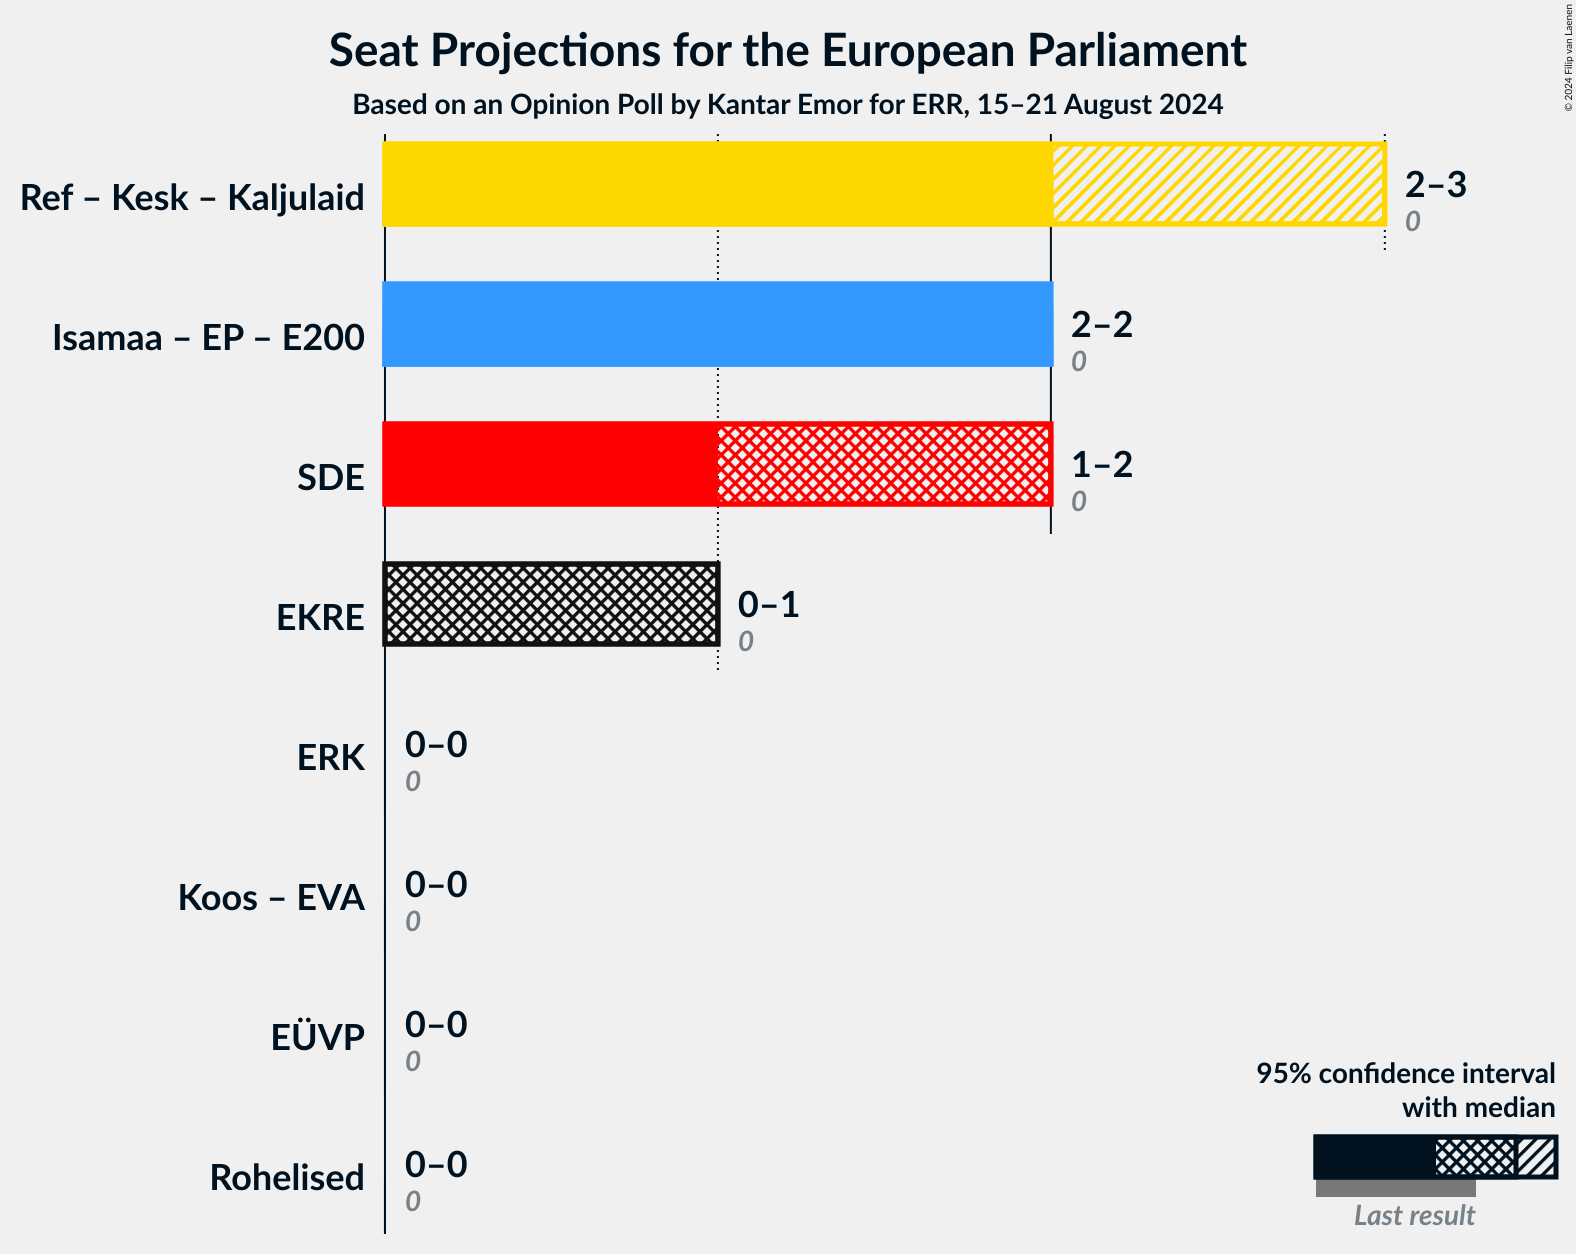 Seat Projections for the European Parliament
Based on an Opinion Poll by Kantar Emor for ERR, 15–21 August 2024
© 2024 Filip van Laenen
Ref – Kesk – Kaljulaid
2–3
0
Isamaa – EP – E200
2–2
0
SDE
1–2
0
EKRE
0–1
0
ERK
0–0
0
Koos – EVA
0–0
0
EÜVP
0–0
0
Rohelised
0–0
0
95% confidence interval
with median
Last result